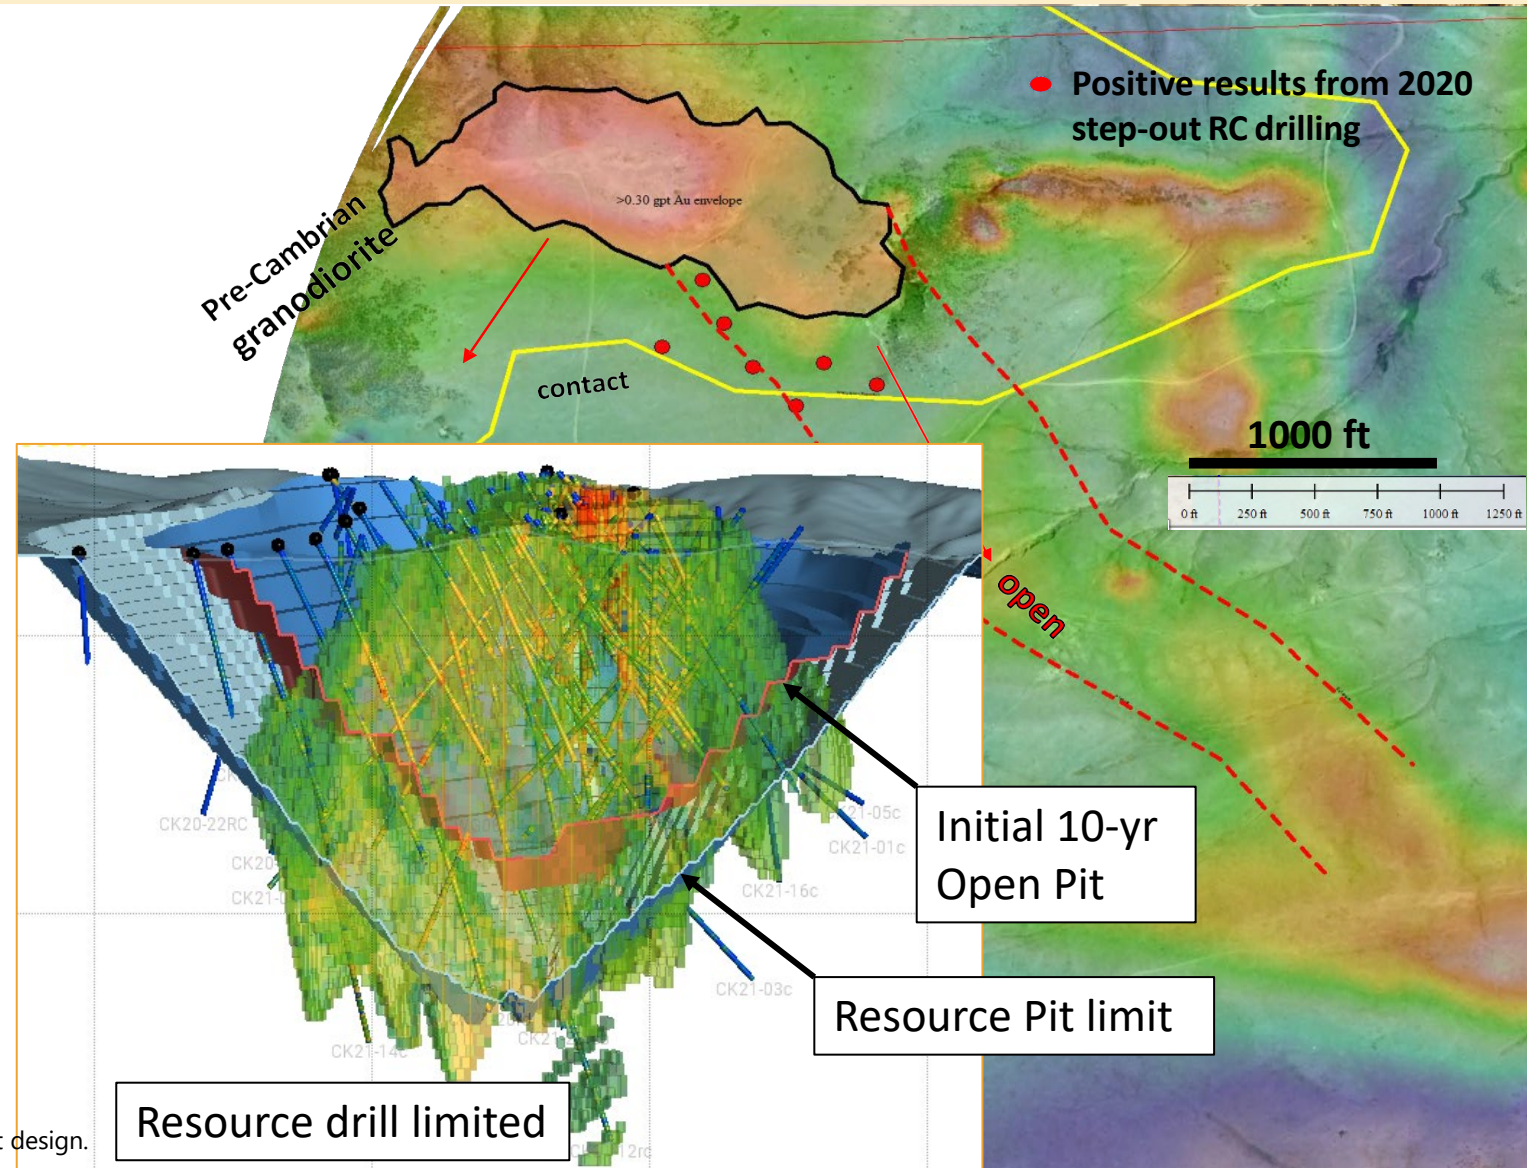 Positive results from 2020
step-out RC drilling
>0.30 gpt Au envelope
Pre-Cambrian
granodiorite
contact
1000 ft
0 ft 250 ft 500 ft 750 ft 1000 ft 1250 ft
open
CK20-22RC
CK21-05c
CK21-01c
CK21-16c
CK21-03c
CK21-14c
Initial 10-yr
Open Pit
Resource Pit limit
Resource drill limited
design.